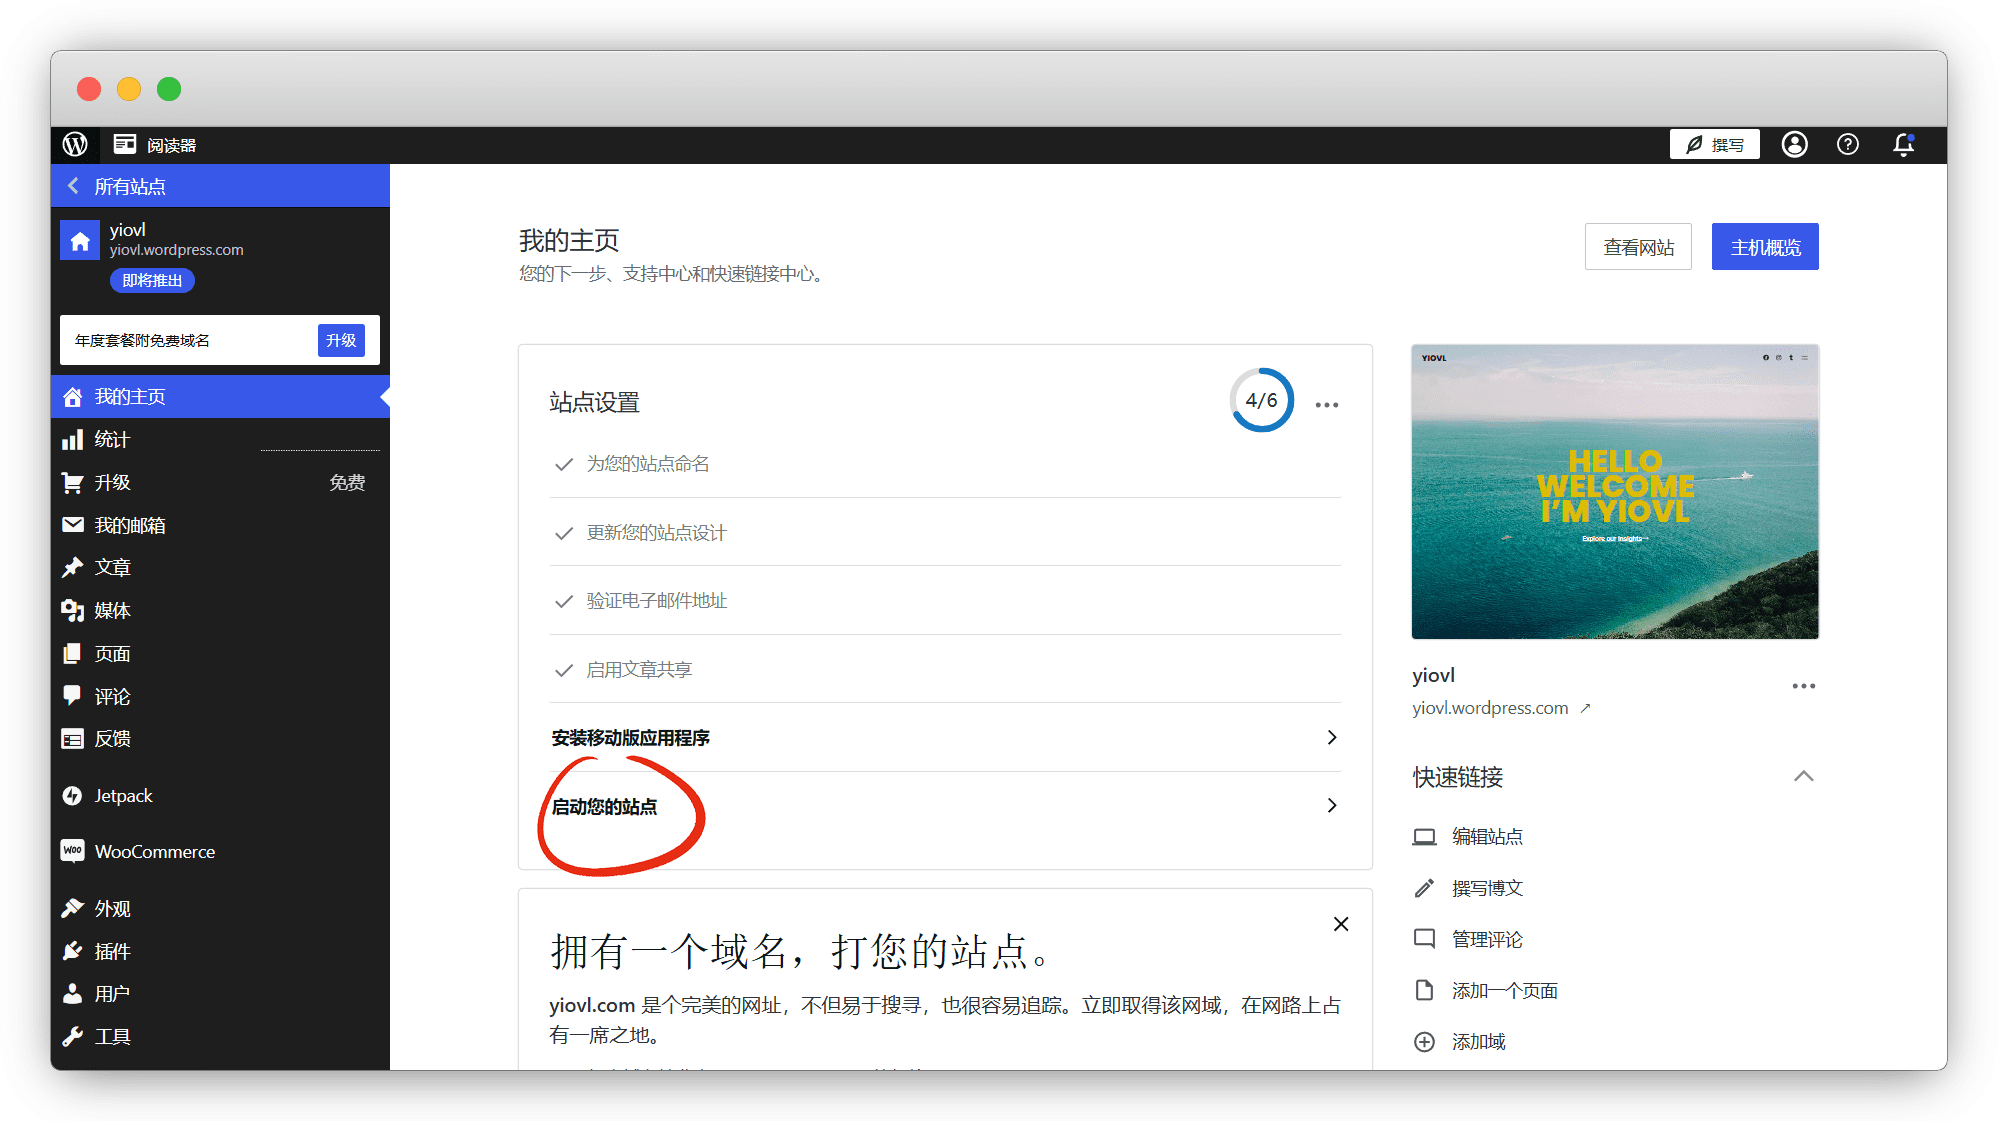 阅读器
撰写
所有站点
yiovl
yiovl.wordpress.com
即将推出
年度套餐附免费域名
升级
我的主页
统计
升级
免费
我的邮箱
文章
媒体
页面
评论
反馈
Jetpack
WooCommerce
外观
插件
用户
工具
我的主页
您的下一步、支持中心和快速链接中心。
查看网站
主机概览
站点设置
4/6
为您的站点命名
更新您的站点设计
验证电子邮件地址
启用文章共享
安装移动版应用程序
启动您的站点
拥有一个域名，打您的站点。
yiovl.com 是个完美的网址，不但易于搜寻，也很容易追踪。立即取得该网域，在网路上占
有一席之地。
YIOVL
HELLO
WELCOME
I'M YIOVL
Explore our Insights→
yiovl
yiovl.wordpress.com ↗
快速链接
编辑站点
撰写博文
管理评论
添加一个页面
添加域